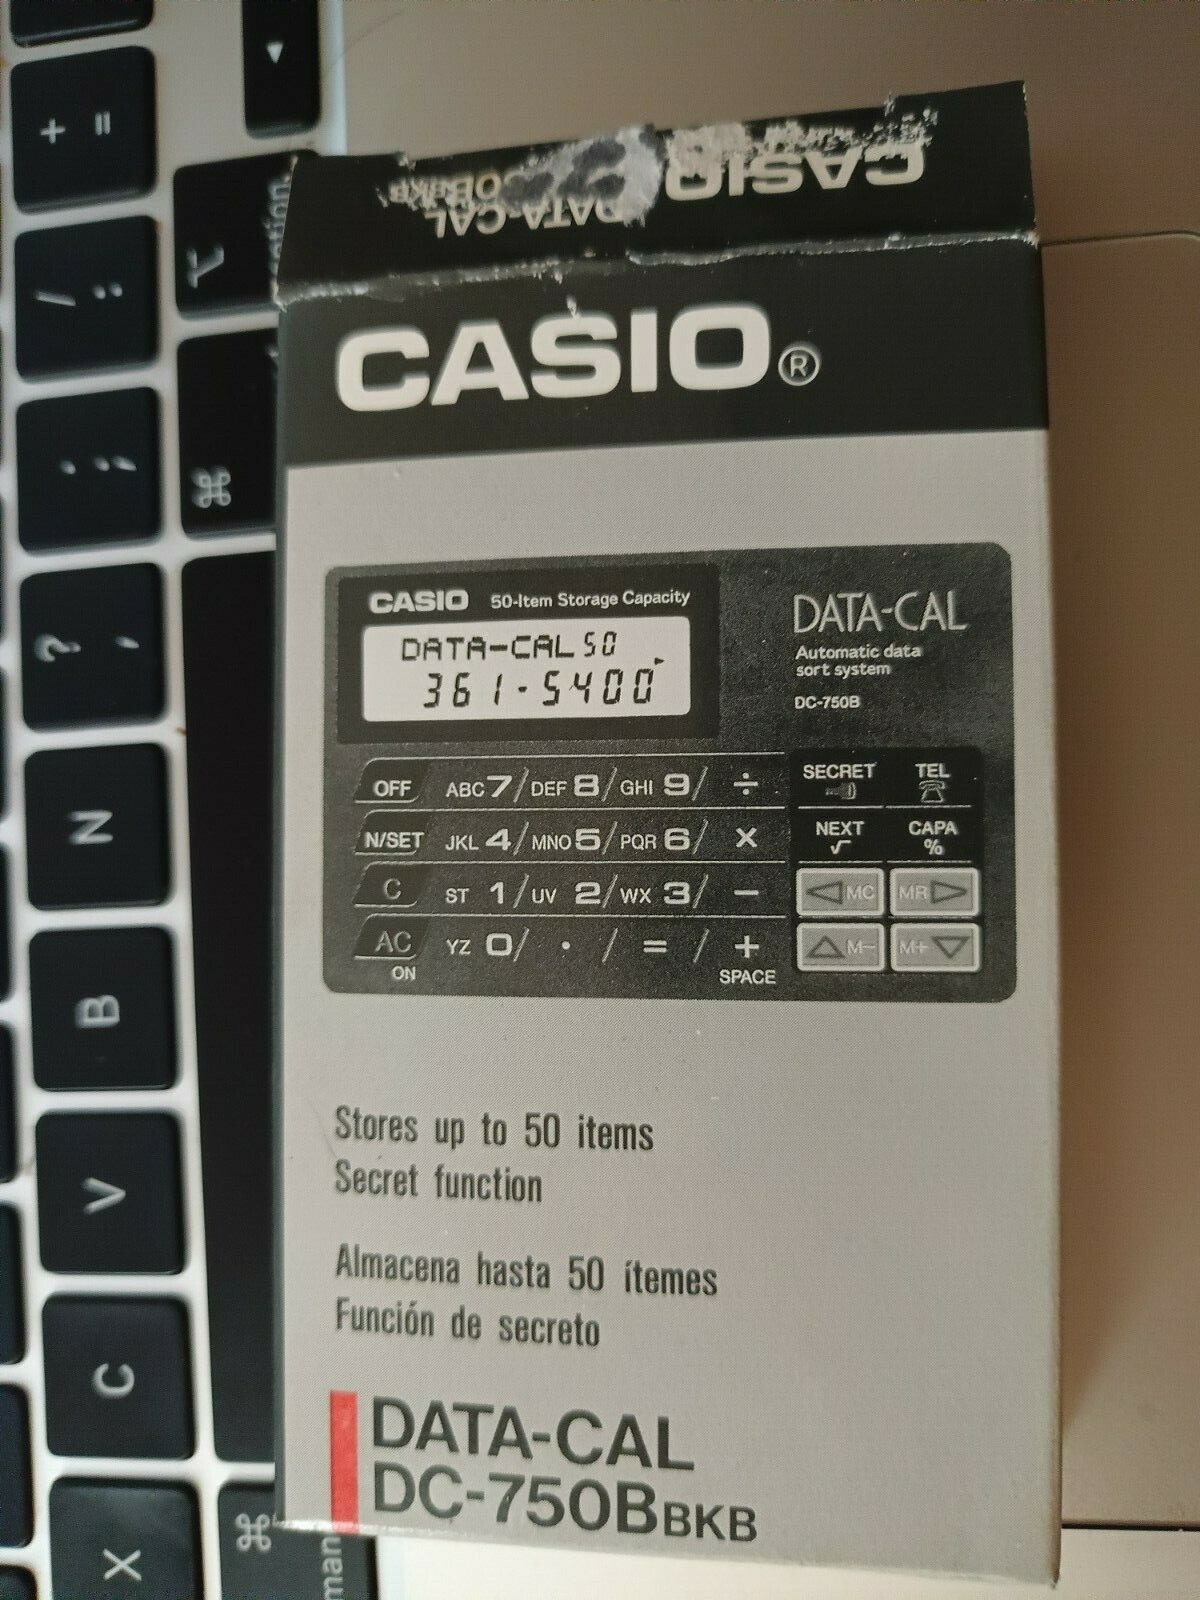 CASIO
DATA-CAL
CASIO®
CASIO 50-Item Storage Capacity
DATA-CAL 50
361-5400
DATA-CAL
Automatic data
sort system
DC-750B
OFF ABC 7 / DEF 8 / GHI 9 / ÷
N/SET JKL 4 / MNO 5 / PQR 6 / ×
C ST 1 / UV 2 / WX 3 / −
AC YZ 0 / · / = / +
ON SPACE
SECRET TEL
NEXT CAPA
√ %
MC MR
M− M+
Stores up to 50 items
Secret function
Almacena hasta 50 ítemes
Función de secreto
DATA-CAL
DC-750BBKB
+ =
/ :
⌥
⌘
; ,
? ,
N
B
V
C
X
⌘